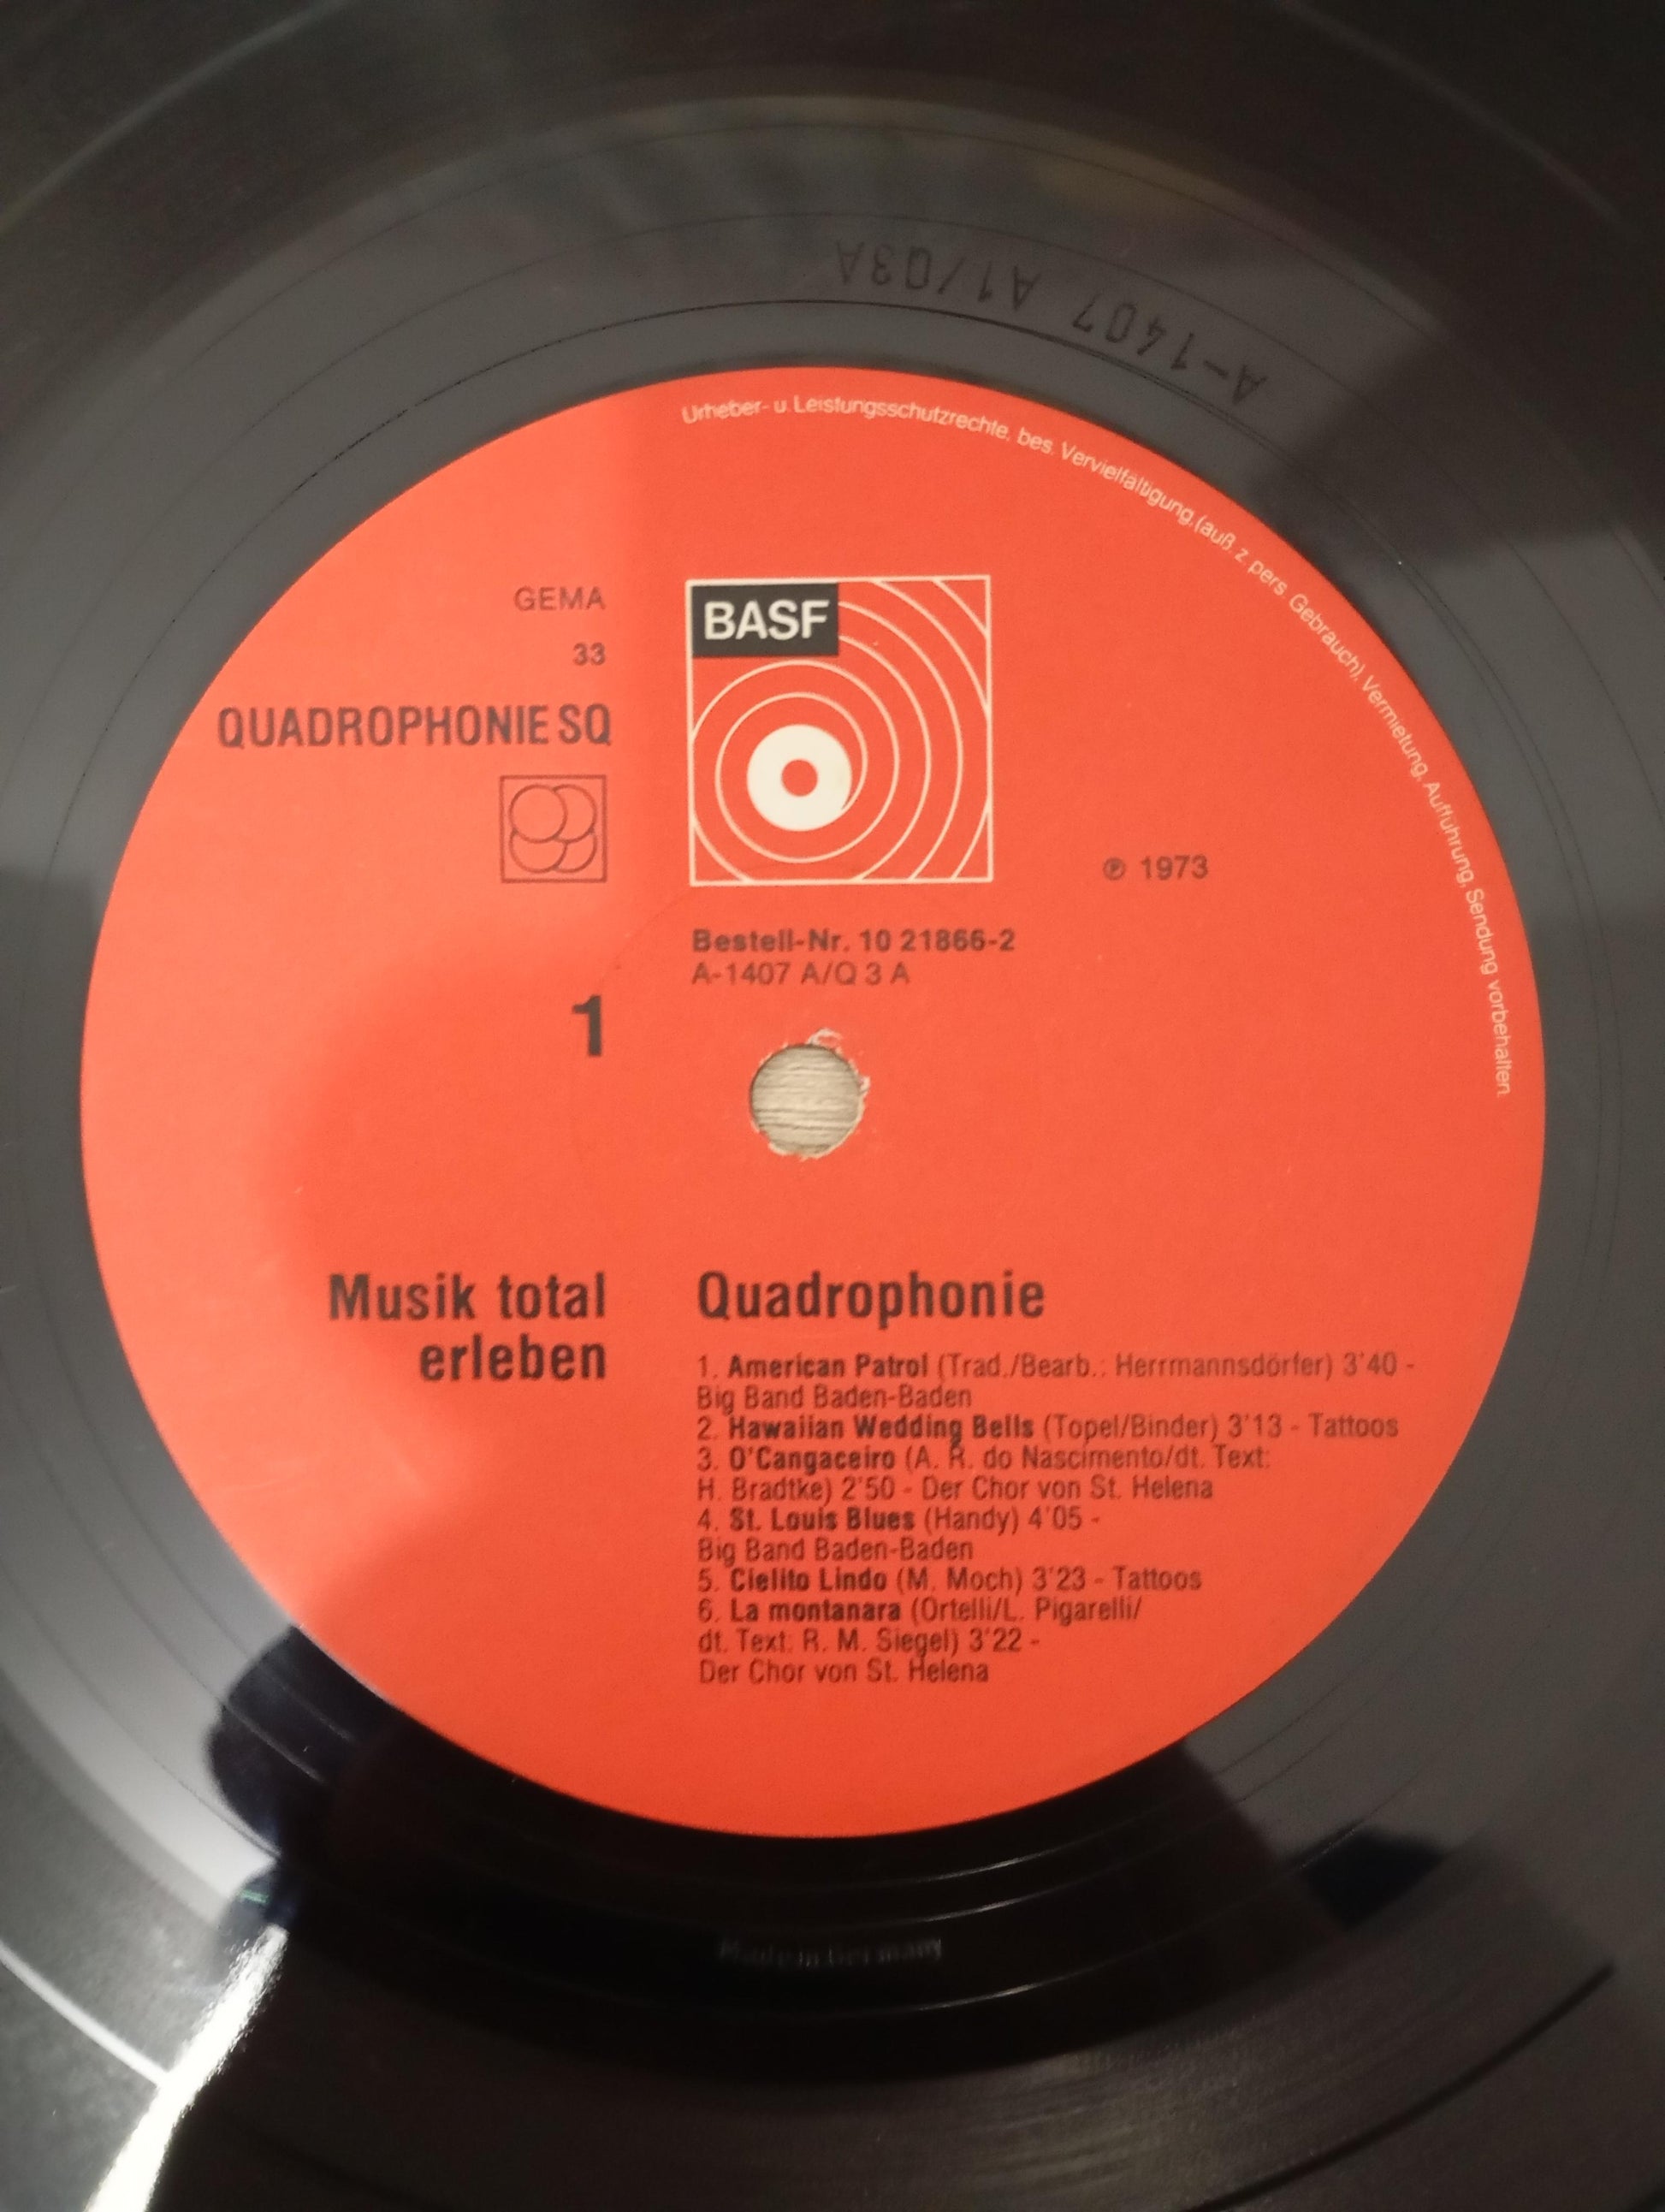 A-1407 A1/Q3A
Urheber- u. Leistungsschutzrechte, bes. Vervielfältigung, (auß. z. pers. Gebrauch), Vermietung, Aufführung, Sendung vorbehalten.
GEMA
33
QUADROPHONIE SQ
BASF
℗ 1973
Bestell-Nr. 10 21866-2
A-1407 A/Q 3 A
1
Musik total
erleben
Quadrophonie
1. American Patrol (Trad./Bearb.: Herrmannsdörfer) 3'40 -
Big Band Baden-Baden
2. Hawaiian Wedding Bells (Topel/Binder) 3'13 - Tattoos
3. O'Cangaceiro (A. R. do Nascimento/dt. Text:
H. Bradtke) 2'50 - Der Chor von St. Helena
4. St. Louis Blues (Handy) 4'05 -
Big Band Baden-Baden
5. Cielito Lindo (M. Moch) 3'23 - Tattoos
6. La montanara (Ortelli/L. Pigarelli/
dt. Text: R. M. Siegel) 3'22 -
Der Chor von St. Helena
Made in Germany